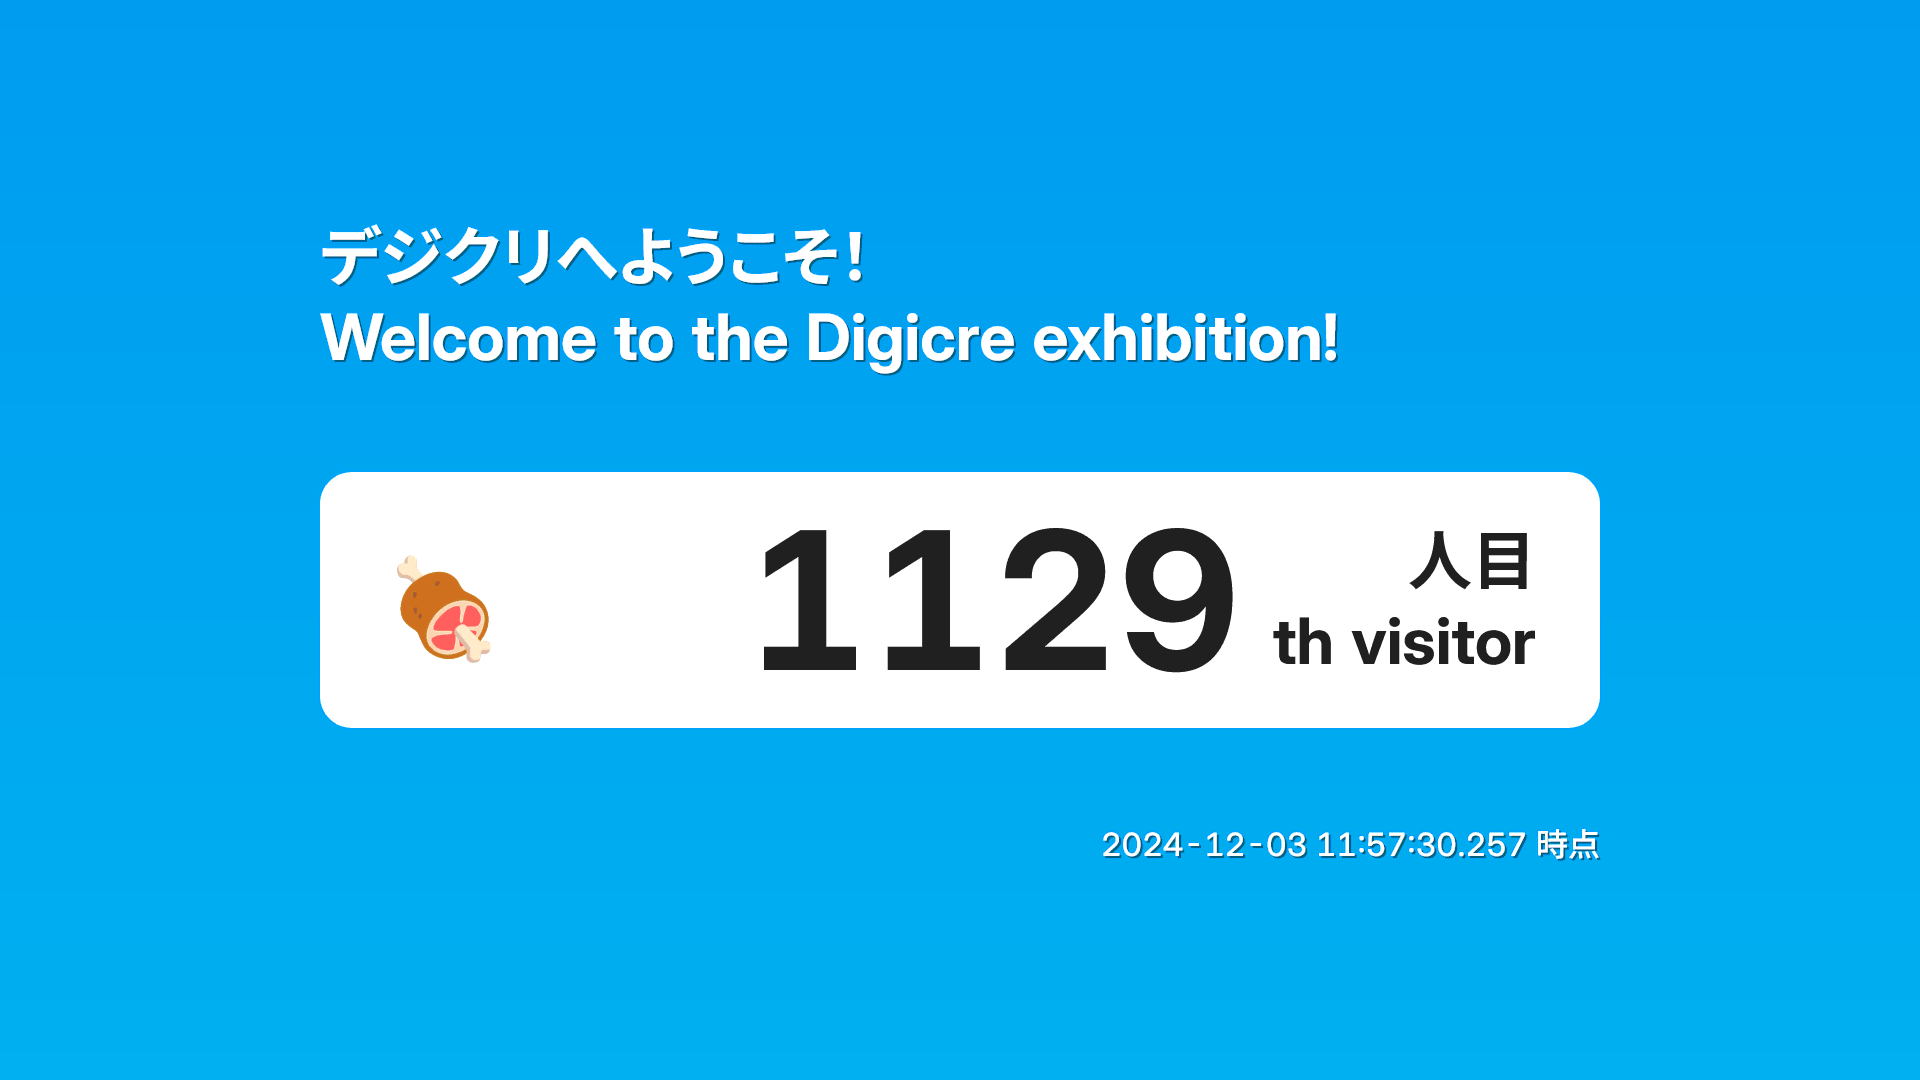 デジクリへようこそ！
Welcome to the Digicre exhibition!
1129 人目
th visitor
2024-12-03 11:57:30.257 時点